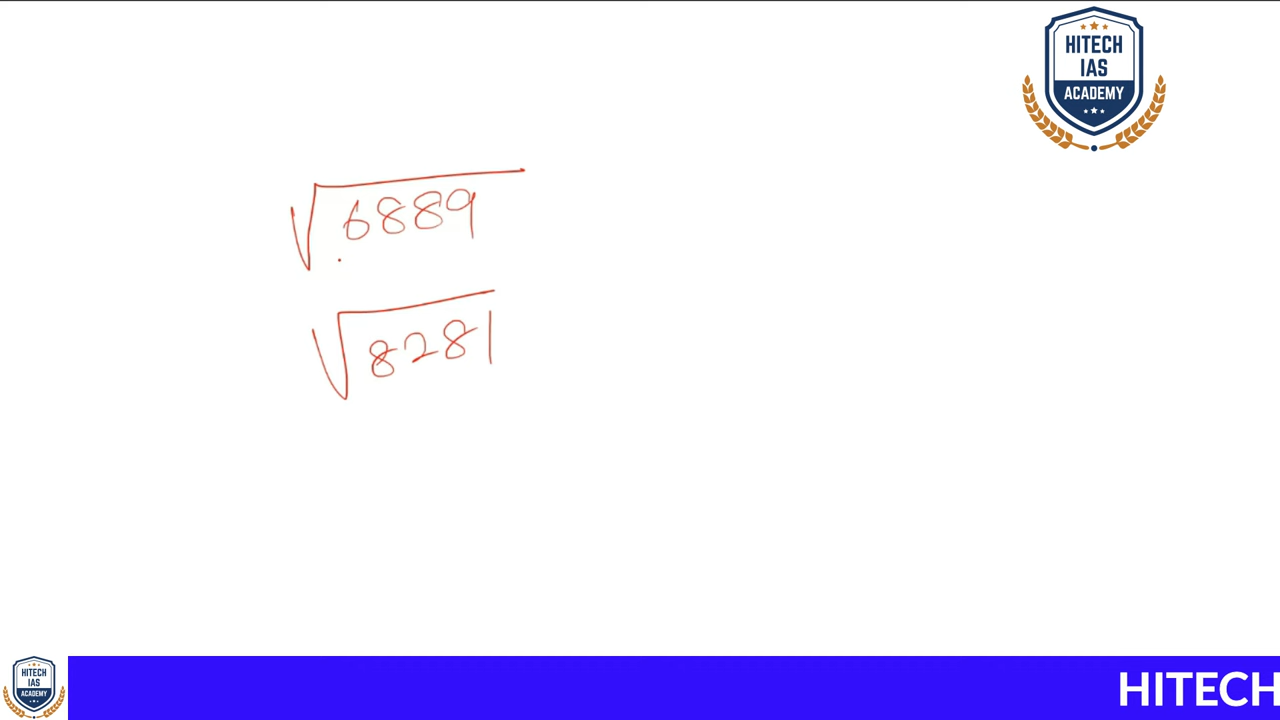 HITECH
IAS
ACADEMY
√6889
√8281
HITECH
IAS
ACADEMY
HITECH